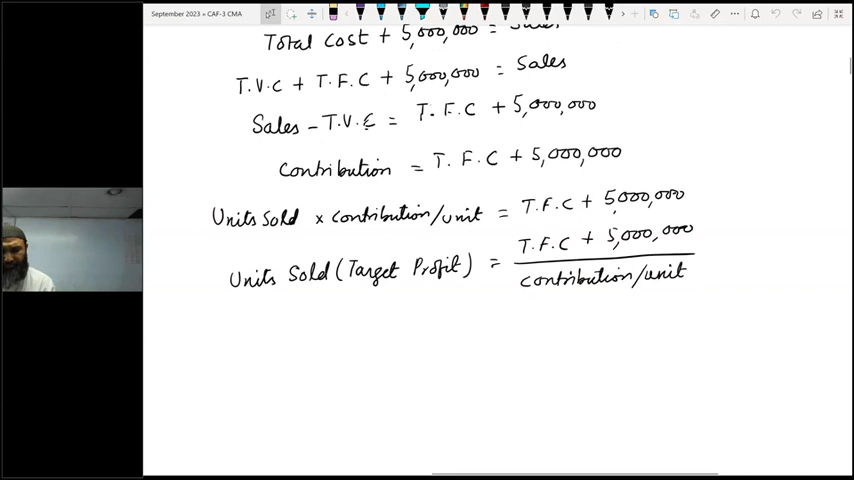 September 2023 » CAF-3 CMA
Total Cost + 5,000,000 = Sales
T.V.C + T.F.C + 5,000,000 = Sales
Sales - T.V.C = T.F.C + 5,000,000
Contribution = T.F.C + 5,000,000
Units Sold x contribution/unit = T.F.C + 5,000,000
Units Sold (Target Profit) = T.F.C + 5,000,000
contribution/unit